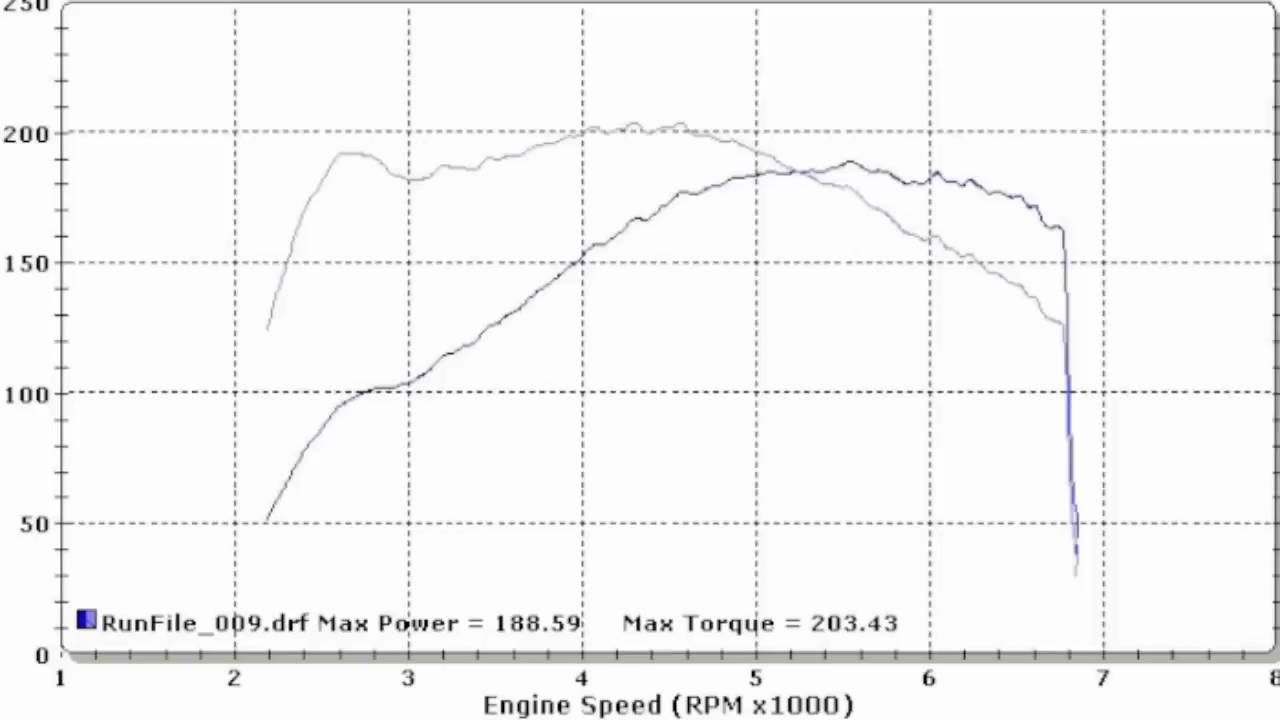 250
200
150
100
50
0
RunFile_009.drf Max Power = 188.59 Max Torque = 203.43
1 2 3 4 5 6 7 8
Engine Speed (RPM x1000)